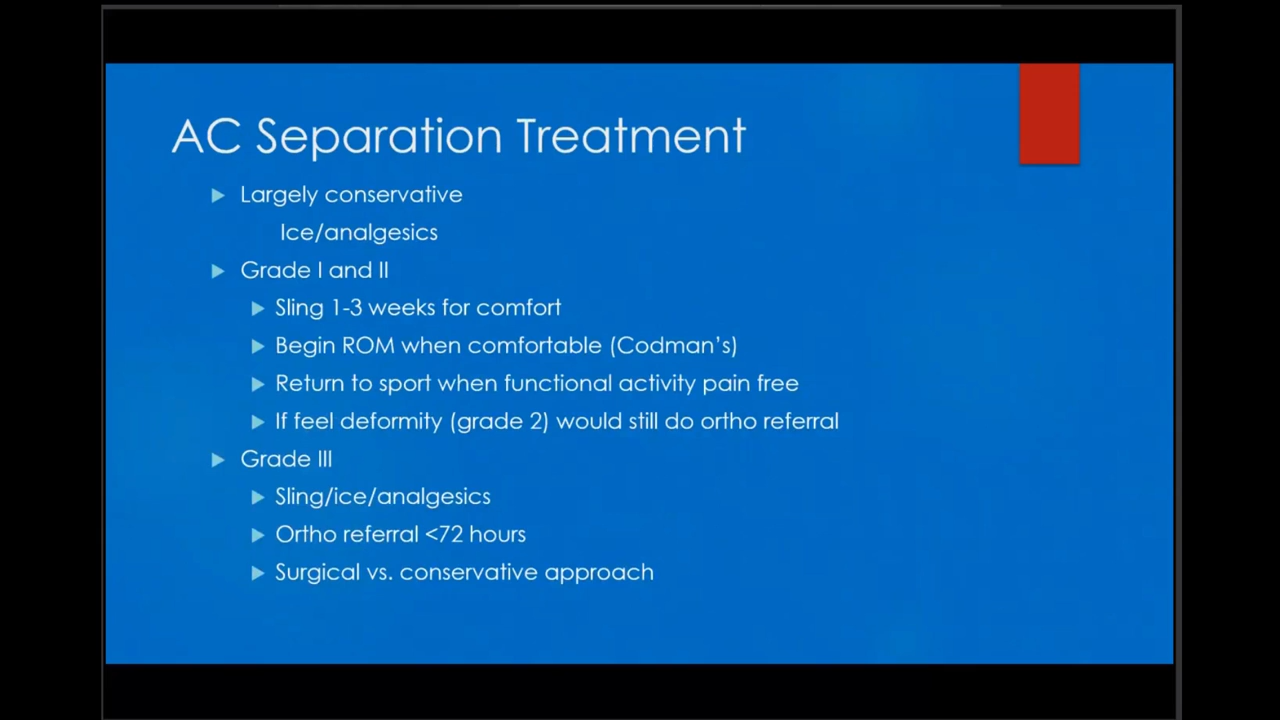 AC Separation Treatment
Largely conservative
Ice/analgesics
Grade I and II
Sling 1-3 weeks for comfort
Begin ROM when comfortable (Codman's)
Return to sport when functional activity pain free
If feel deformity (grade 2) would still do ortho referral
Grade III
Sling/ice/analgesics
Ortho referral <72 hours
Surgical vs. conservative approach